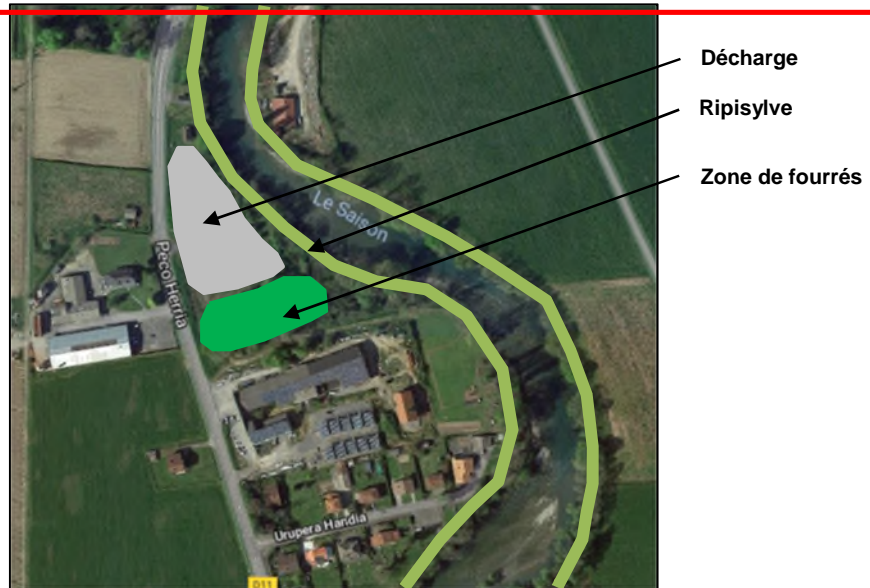 Décharge
Ripisylve
Zone de fourrés
Le Saison
Peco Herria
Urupera Handia
D11